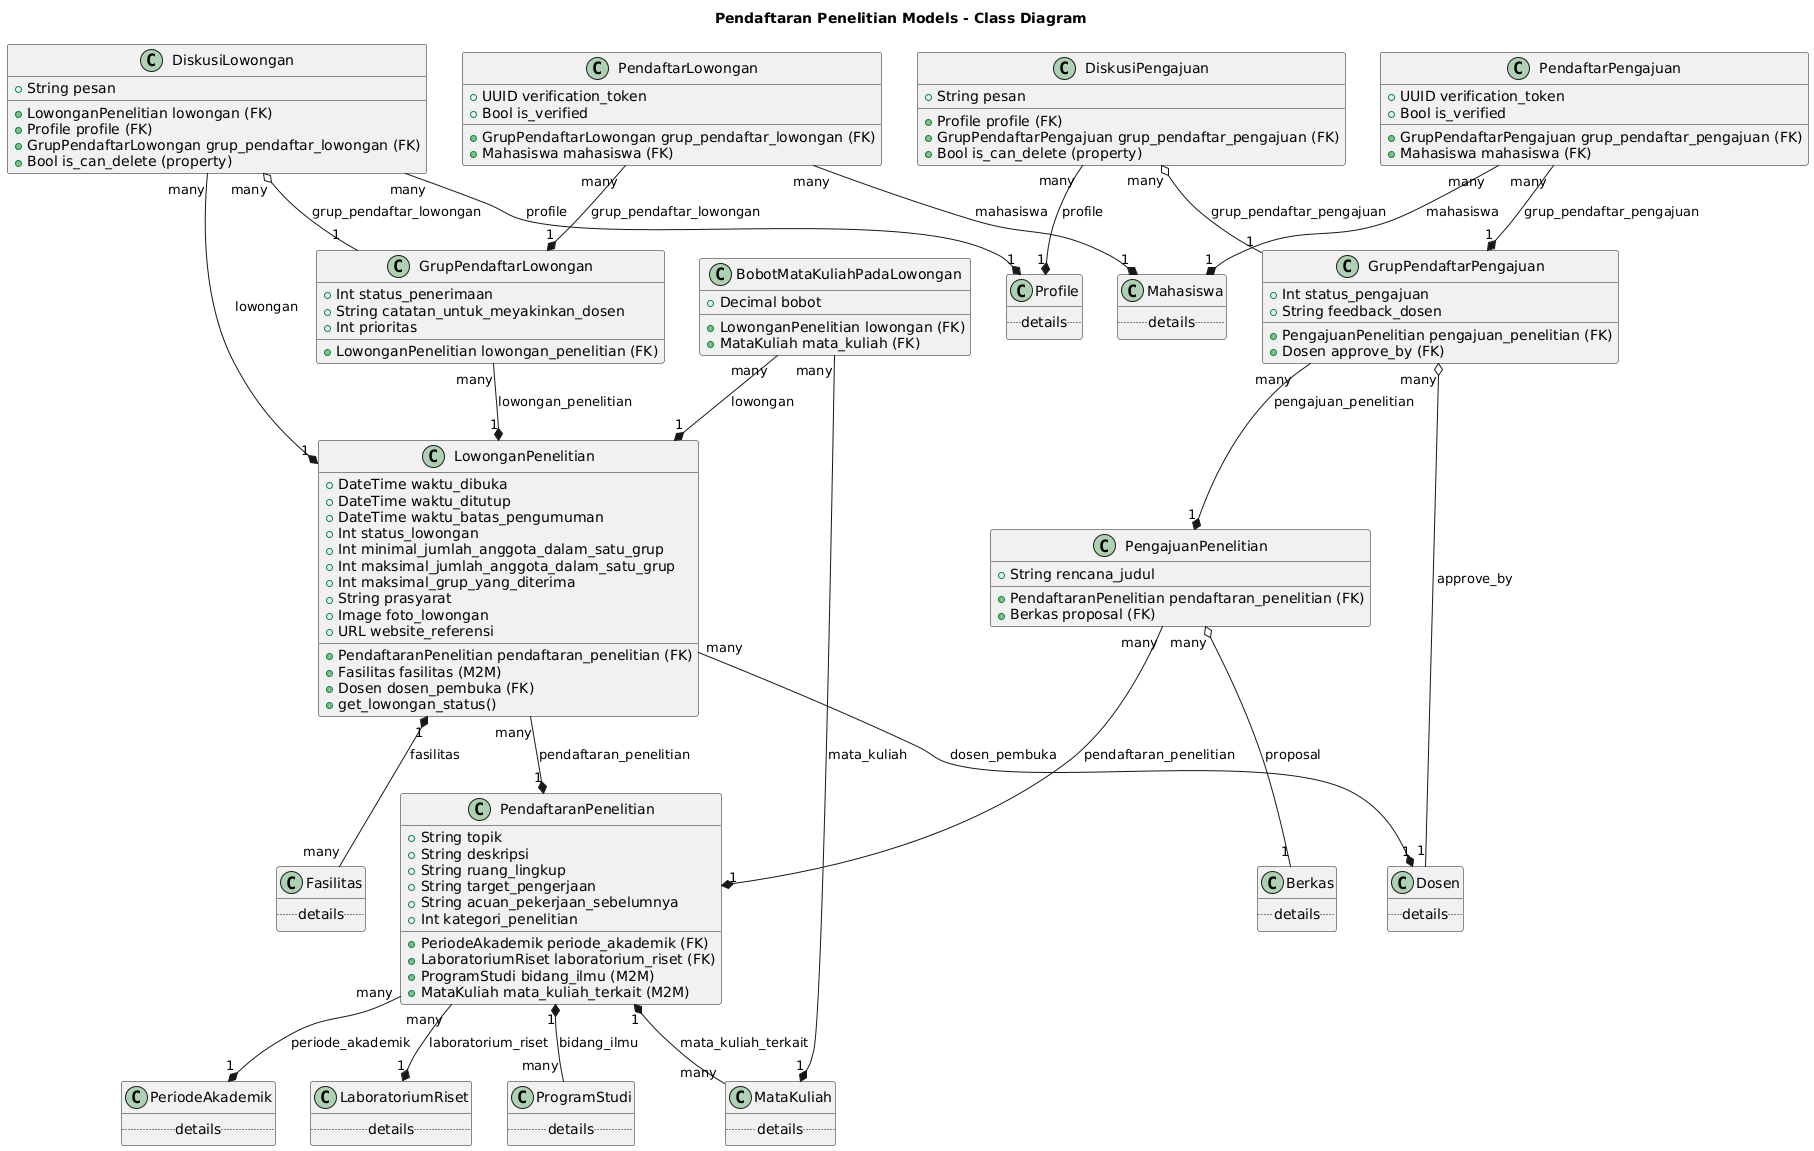 Pendaftaran Penelitian Models - Class Diagram
C DiskusiLowongan
String pesan
LowonganPenelitian lowongan (FK)
Profile profile (FK)
GrupPendaftarLowongan grup_pendaftar_lowongan (FK)
Bool is_can_delete (property)
C PendaftarLowongan
UUID verification_token
Bool is_verified
GrupPendaftarLowongan grup_pendaftar_lowongan (FK)
Mahasiswa mahasiswa (FK)
C DiskusiPengajuan
String pesan
Profile profile (FK)
GrupPendaftarPengajuan grup_pendaftar_pengajuan (FK)
Bool is_can_delete (property)
C PendaftarPengajuan
UUID verification_token
Bool is_verified
GrupPendaftarPengajuan grup_pendaftar_pengajuan (FK)
Mahasiswa mahasiswa (FK)
many
many
many
many
many
many
many
many
many
grup_pendaftar_lowongan
profile
grup_pendaftar_lowongan
mahasiswa
profile
grup_pendaftar_pengajuan
mahasiswa
grup_pendaftar_pengajuan
1
1
1
1
1
1
1
1
C GrupPendaftarLowongan
Int status_penerimaan
String catatan_untuk_meyakinkan_dosen
Int prioritas
LowonganPenelitian lowongan_penelitian (FK)
C BobotMataKuliahPadaLowongan
Decimal bobot
LowonganPenelitian lowongan (FK)
MataKuliah mata_kuliah (FK)
C Profile
details
C Mahasiswa
details
C GrupPendaftarPengajuan
Int status_pengajuan
String feedback_dosen
PengajuanPenelitian pengajuan_penelitian (FK)
Dosen approve_by (FK)
lowongan
many
many
many
many
many
lowongan_penelitian
lowongan
pengajuan_penelitian
1
1
1
C LowonganPenelitian
DateTime waktu_dibuka
DateTime waktu_ditutup
DateTime waktu_batas_pengumuman
Int status_lowongan
Int minimal_jumlah_anggota_dalam_satu_grup
Int maksimal_jumlah_anggota_dalam_satu_grup
Int maksimal_grup_yang_diterima
String prasyarat
Image foto_lowongan
URL website_referensi
PendaftaranPenelitian pendaftaran_penelitian (FK)
Fasilitas fasilitas (M2M)
Dosen dosen_pembuka (FK)
get_lowongan_status()
1
C PengajuanPenelitian
String rencana_judul
PendaftaranPenelitian pendaftaran_penelitian (FK)
Berkas proposal (FK)
approve_by
many
many
many
1
many
fasilitas
pendaftaran_penelitian
mata_kuliah
dosen_pembuka
pendaftaran_penelitian
proposal
1
many
1
1
1
1
C PendaftaranPenelitian
String topik
String deskripsi
String ruang_lingkup
String target_pengerjaan
String acuan_pekerjaan_sebelumnya
Int kategori_penelitian
PeriodeAkademik periode_akademik (FK)
LaboratoriumRiset laboratorium_riset (FK)
ProgramStudi bidang_ilmu (M2M)
MataKuliah mata_kuliah_terkait (M2M)
C Fasilitas
details
C Berkas
details
C Dosen
details
many
many
1
1
periode_akademik
laboratorium_riset
bidang_ilmu
mata_kuliah_terkait
1
1
many
many
1
C PeriodeAkademik
details
C LaboratoriumRiset
details
C ProgramStudi
details
C MataKuliah
details